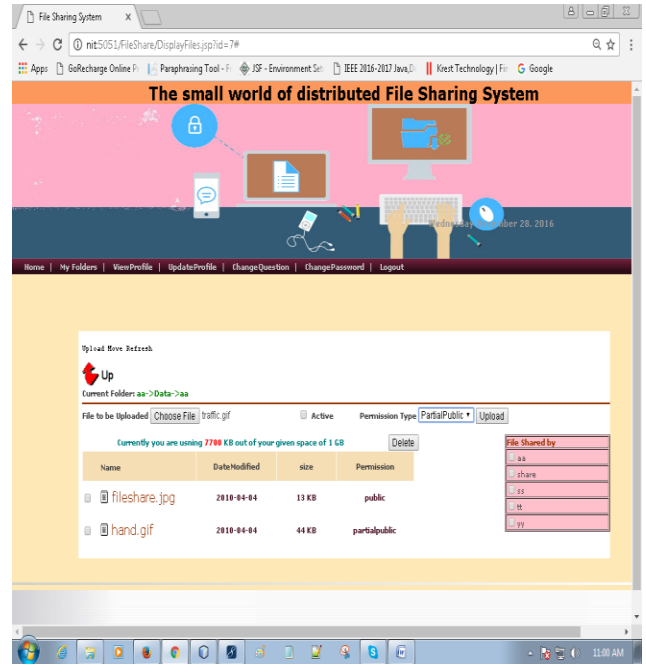 File Sharing System
nit:5051/FileShare/DisplayFiles.jsp?id=7#
Apps GoRecharge Online P Paraphrasing Tool - F JSF - Environment Set IEEE 2016-2017 Java,D Krest Technology | Fin Google
The small world of distributed File Sharing System
28. 2016
Home | My Folders | ViewProfile | UpdateProfile | ChangeQuestion | ChangePassword | Logout
Upload Move Refresh
Up
Current Folder: aa->Data->aa
File to be Uploaded Choose File traffic.gif Active Permission Type PartialPublic Upload
Currently you are usning 7700 KB out of your given space of 1 GB Delete
Name DateModified size Permission
fileshare.jpg 2010-04-04 13 KB public
hand.gif 2010-04-04 44 KB partialpublic
File Shared by
aa
share
ss
tt
yy
11:00 AM